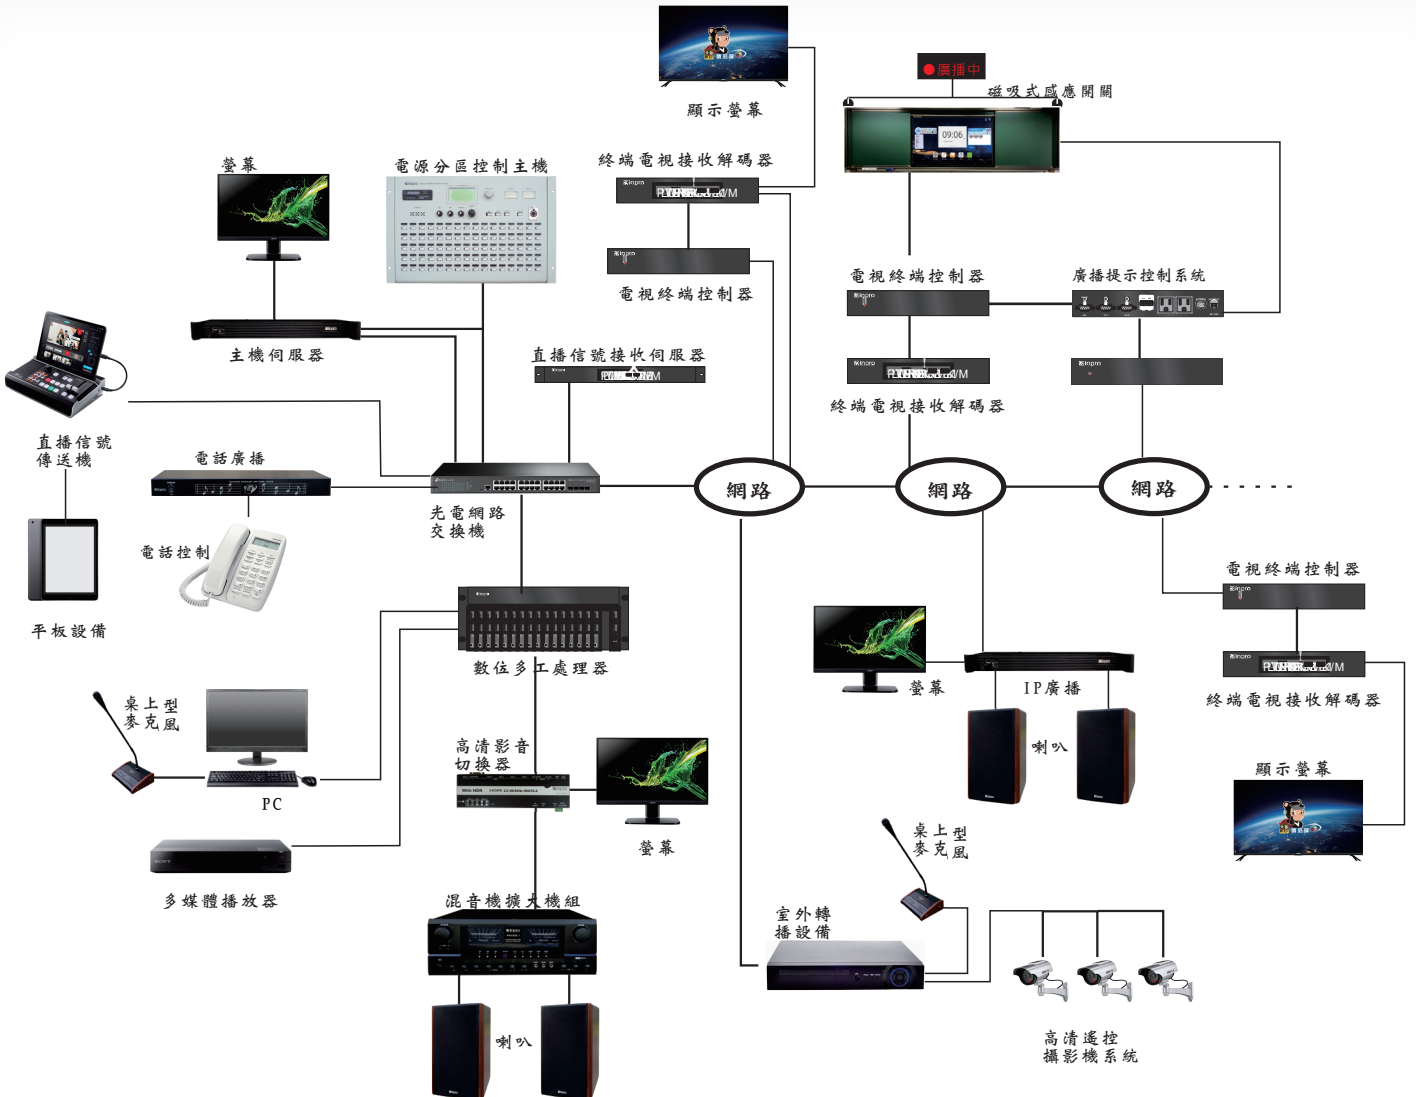 顯示螢幕
廣播中
磁吸式感應開關
09:06
螢幕
電源分區控制主機
終端電視接收解碼器
inpro
inpro
電視終端控制器
電視終端控制器
inpro
廣播提示控制系統
主機伺服器
直播信號接收伺服器
inpro
inpro
終端電視接收解碼器
直播信號
傳送機
電話廣播
光電網路
交換機
網路
網路
網路
電話控制
平板設備
電視終端控制器
inpro
數位多工處理器
螢幕
IP廣播
inpro
終端電視接收解碼器
桌上型
麥克風
PC
高清影音
切換器
喇叭
顯示螢幕
螢幕
桌上型
麥克風
SONY
多媒體播放器
混音機擴大機組
室外轉
播設備
喇叭
高清遙控
攝影機系統